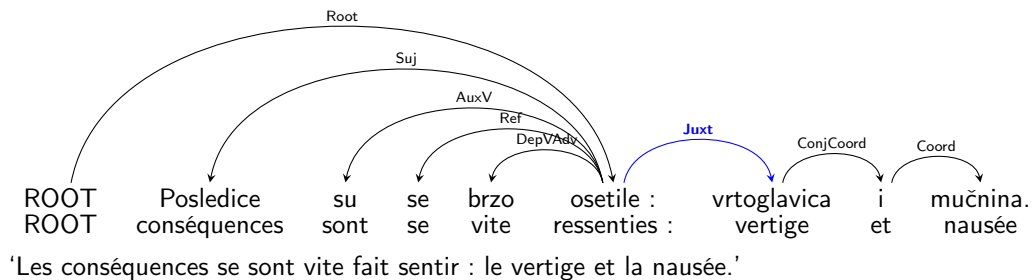 Root
Suj
AuxV
Ref
DepVAdv
Juxt
ConjCoord
Coord
ROOT Posledice su se brzo osetile : vrtoglavica i mučnina.
ROOT conséquences sont se vite ressenties : vertige et nausée
‘Les conséquences se sont vite fait sentir : le vertige et la nausée.’